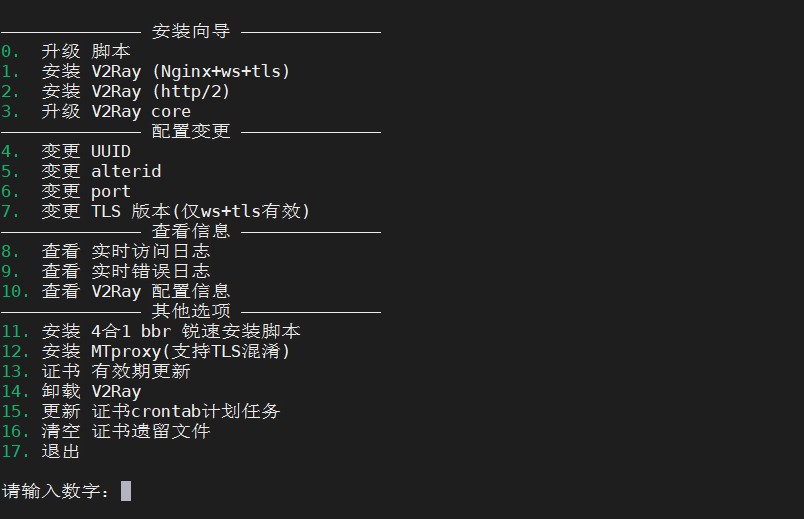 ———————————— 安装向导 ————————————
0.  升级 脚本
1.  安装 V2Ray (Nginx+ws+tls)
2.  安装 V2Ray (http/2)
3.  升级 V2Ray core
———————————— 配置变更 ————————————
4.  变更 UUID
5.  变更 alterid
6.  变更 port
7.  变更 TLS 版本(仅ws+tls有效)
———————————— 查看信息 ————————————
8.  查看 实时访问日志
9.  查看 实时错误日志
10. 查看 V2Ray 配置信息
———————————— 其他选项 ————————————
11. 安装 4合1 bbr 锐速安装脚本
12. 安装 MTproxy(支持TLS混淆)
13. 证书 有效期更新
14. 卸载 V2Ray
15. 更新 证书crontab计划任务
16. 清空 证书遗留文件
17. 退出
请输入数字：